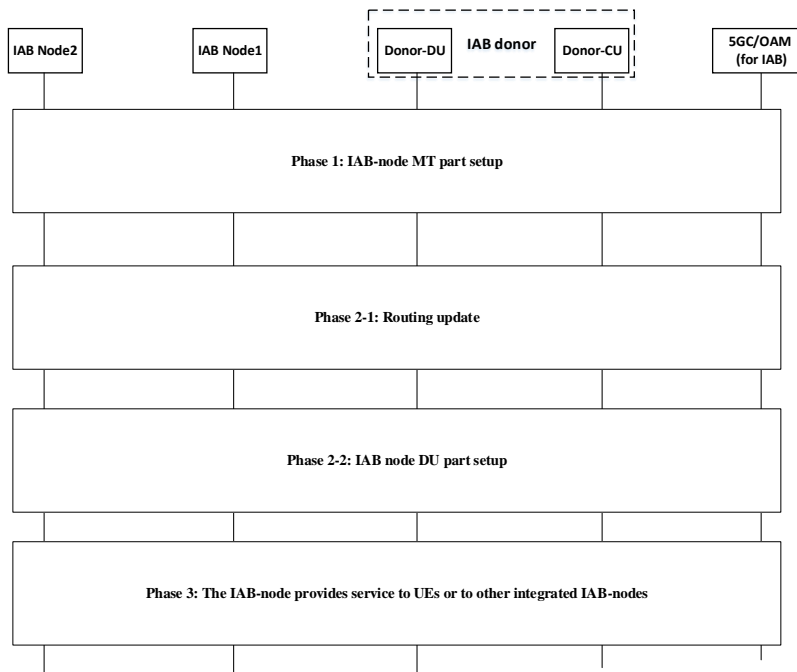 IAB donor
IAB Node2
IAB Node1
Donor-DU
Donor-CU
5GC/OAM
(for IAB)
Phase 1: IAB-node MT part setup
Phase 2-1: Routing update
Phase 2-2: IAB node DU part setup
Phase 3: The IAB-node provides service to UEs or to other integrated IAB-nodes